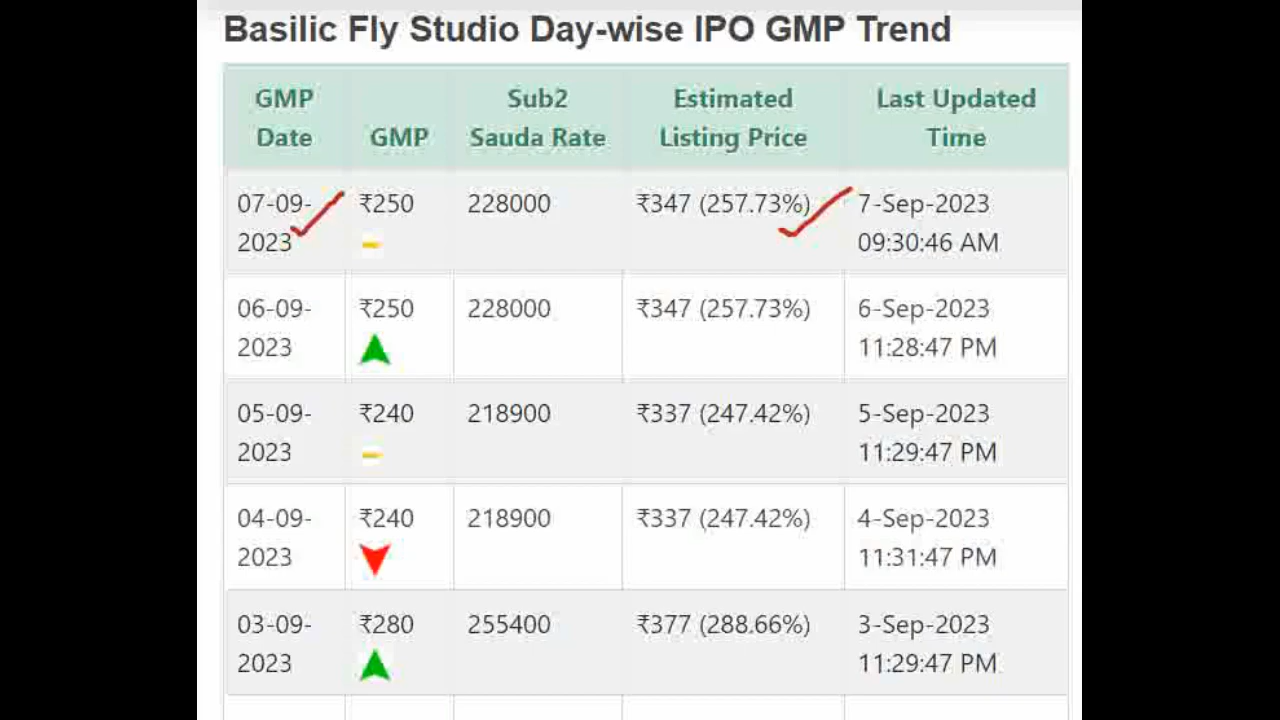 Basilic Fly Studio Day-wise IPO GMP Trend
GMP Date GMP Sub2 Sauda Rate Estimated Listing Price Last Updated Time
07-09-2023 ₹250 228000 ₹347 (257.73%) 7-Sep-2023 09:30:46 AM
06-09-2023 ₹250 228000 ₹347 (257.73%) 6-Sep-2023 11:28:47 PM
05-09-2023 ₹240 218900 ₹337 (247.42%) 5-Sep-2023 11:29:47 PM
04-09-2023 ₹240 218900 ₹337 (247.42%) 4-Sep-2023 11:31:47 PM
03-09-2023 ₹280 255400 ₹377 (288.66%) 3-Sep-2023 11:29:47 PM